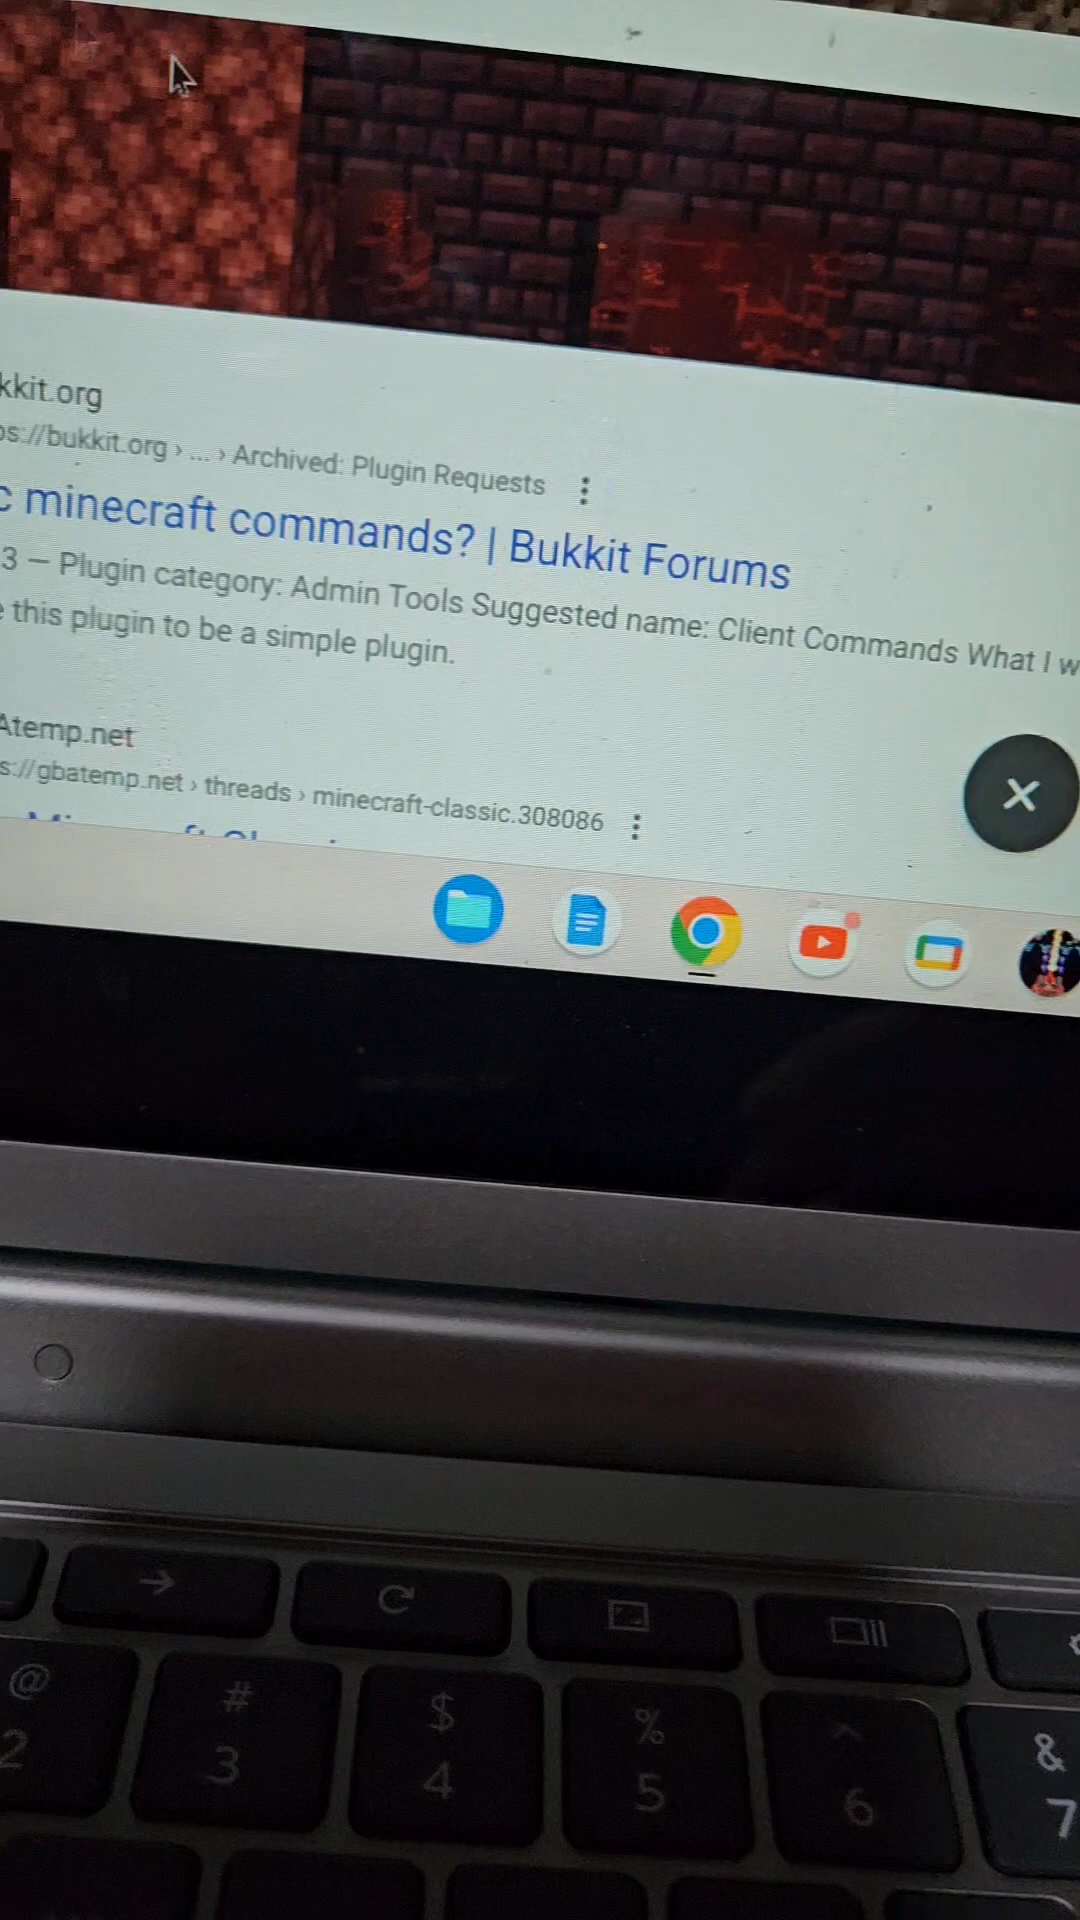 kkit.org
os://bukkit.org › ... › Archived: Plugin Requests
c minecraft commands? | Bukkit Forums
3 — Plugin category: Admin Tools Suggested name: Client Commands What I w
this plugin to be a simple plugin.
Atemp.net
s://gbatemp.net › threads › minecraft-classic.308086
@ # $ % ^ &
2 3 4 5 6 7